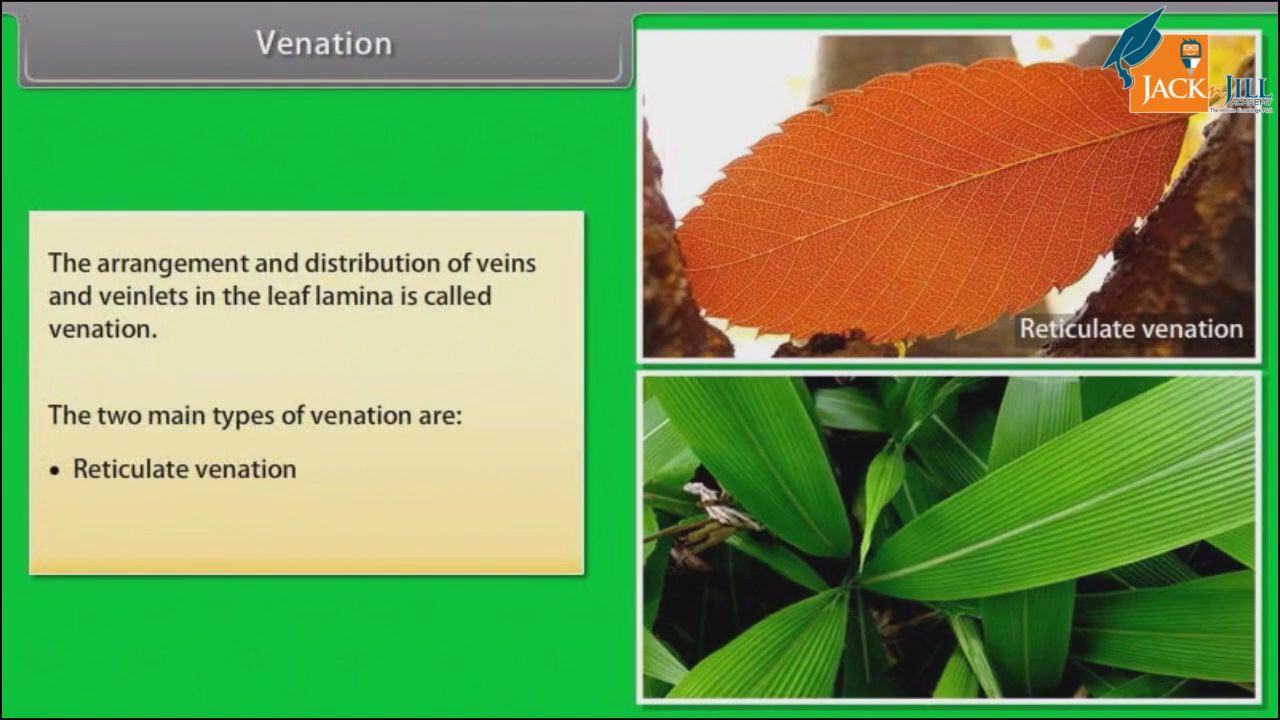 Venation
The arrangement and distribution of veins
and veinlets in the leaf lamina is called
venation.
The two main types of venation are:
• Reticulate venation
JACK n JILL
ACADEMY
Reticulate venation